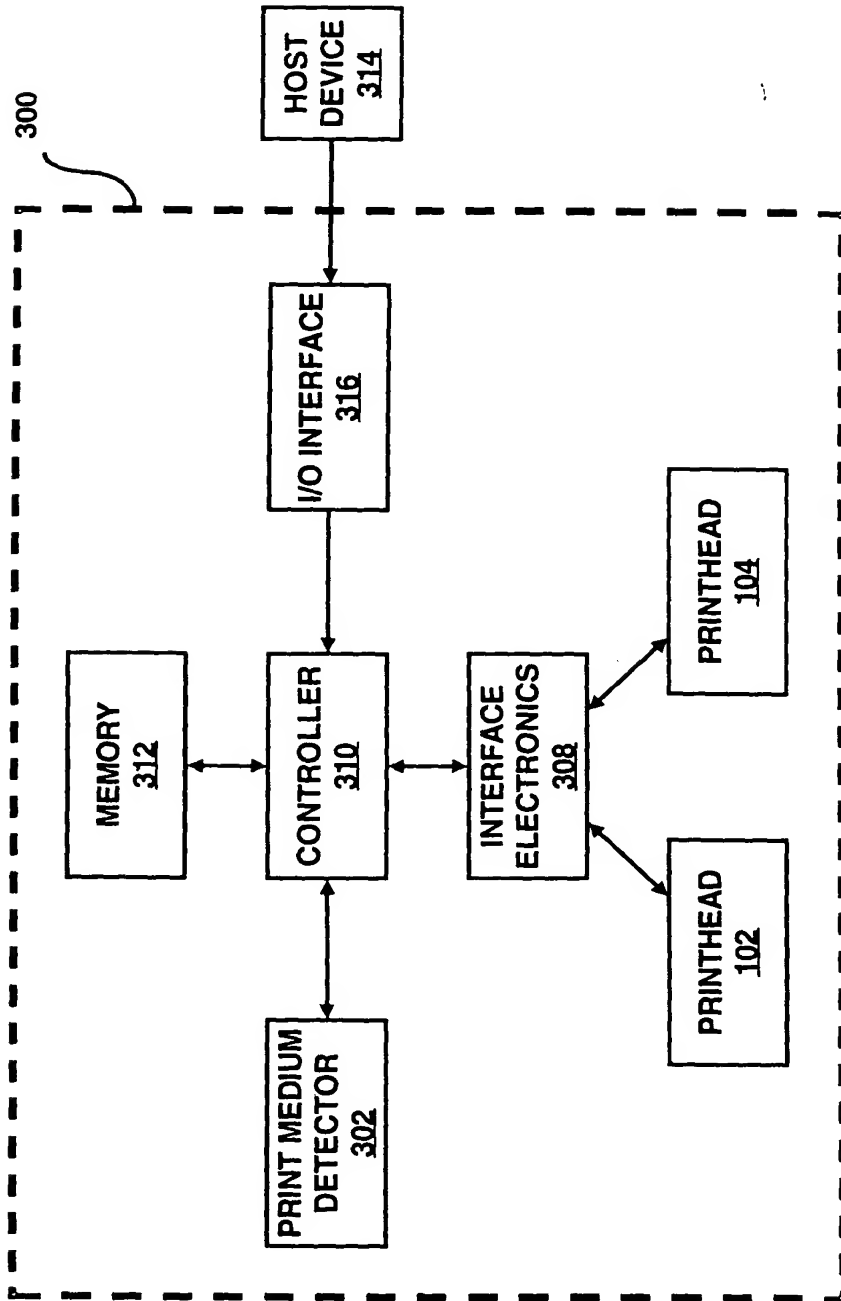 300
HOST
DEVICE
314
I/O INTERFACE
316
MEMORY
312
CONTROLLER
310
PRINT MEDIUM
DETECTOR
302
INTERFACE
ELECTRONICS
308
PRINTHEAD
102
PRINTHEAD
104